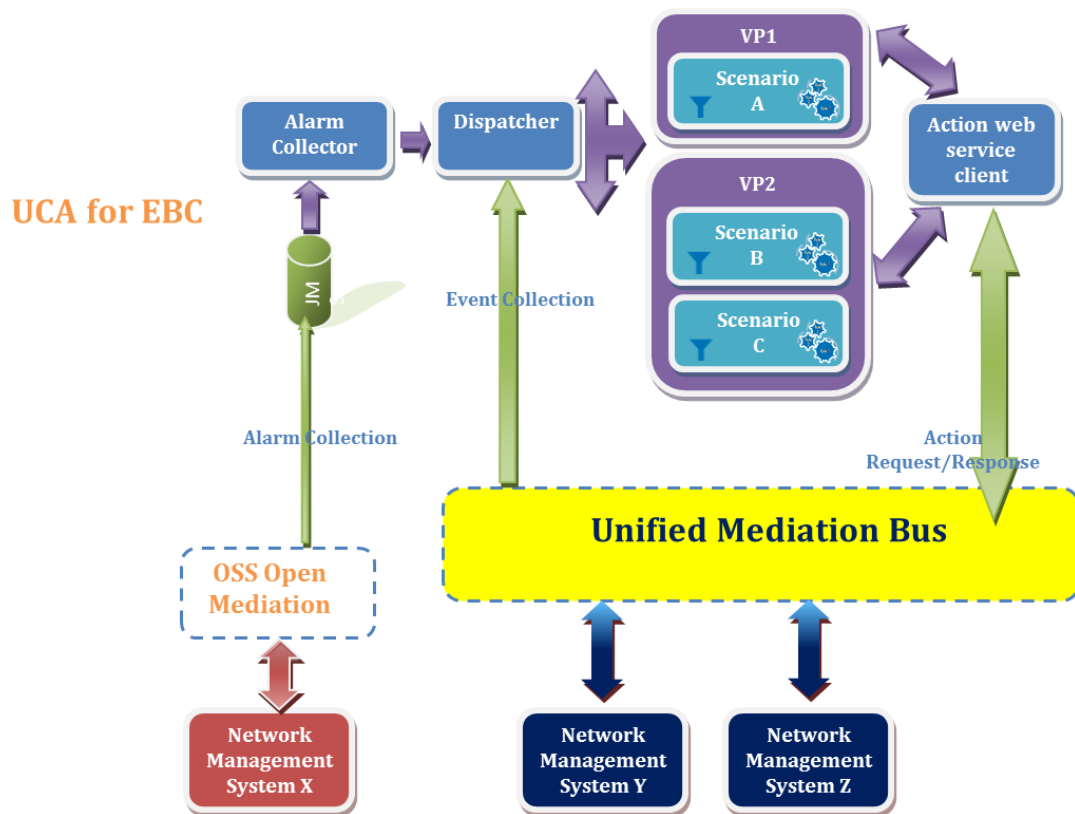 VP1
Scenario
A
Alarm
Collector
Dispatcher
Action web
service
client
VP2
UCA for EBC
Scenario
B
JM
Event Collection
Scenario
C
Alarm Collection
Action
Request/Response
Unified Mediation Bus
OSS Open
Mediation
Network
Management
System X
Network
Management
System Y
Network
Management
System Z